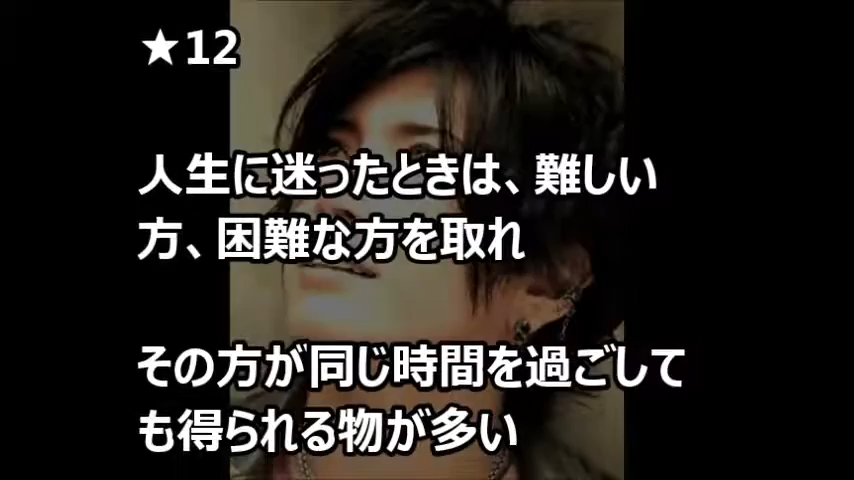 ★12
人生に迷ったときは、難しい
方、困難な方を取れ
その方が同じ時間を過ごして
も得られる物が多い